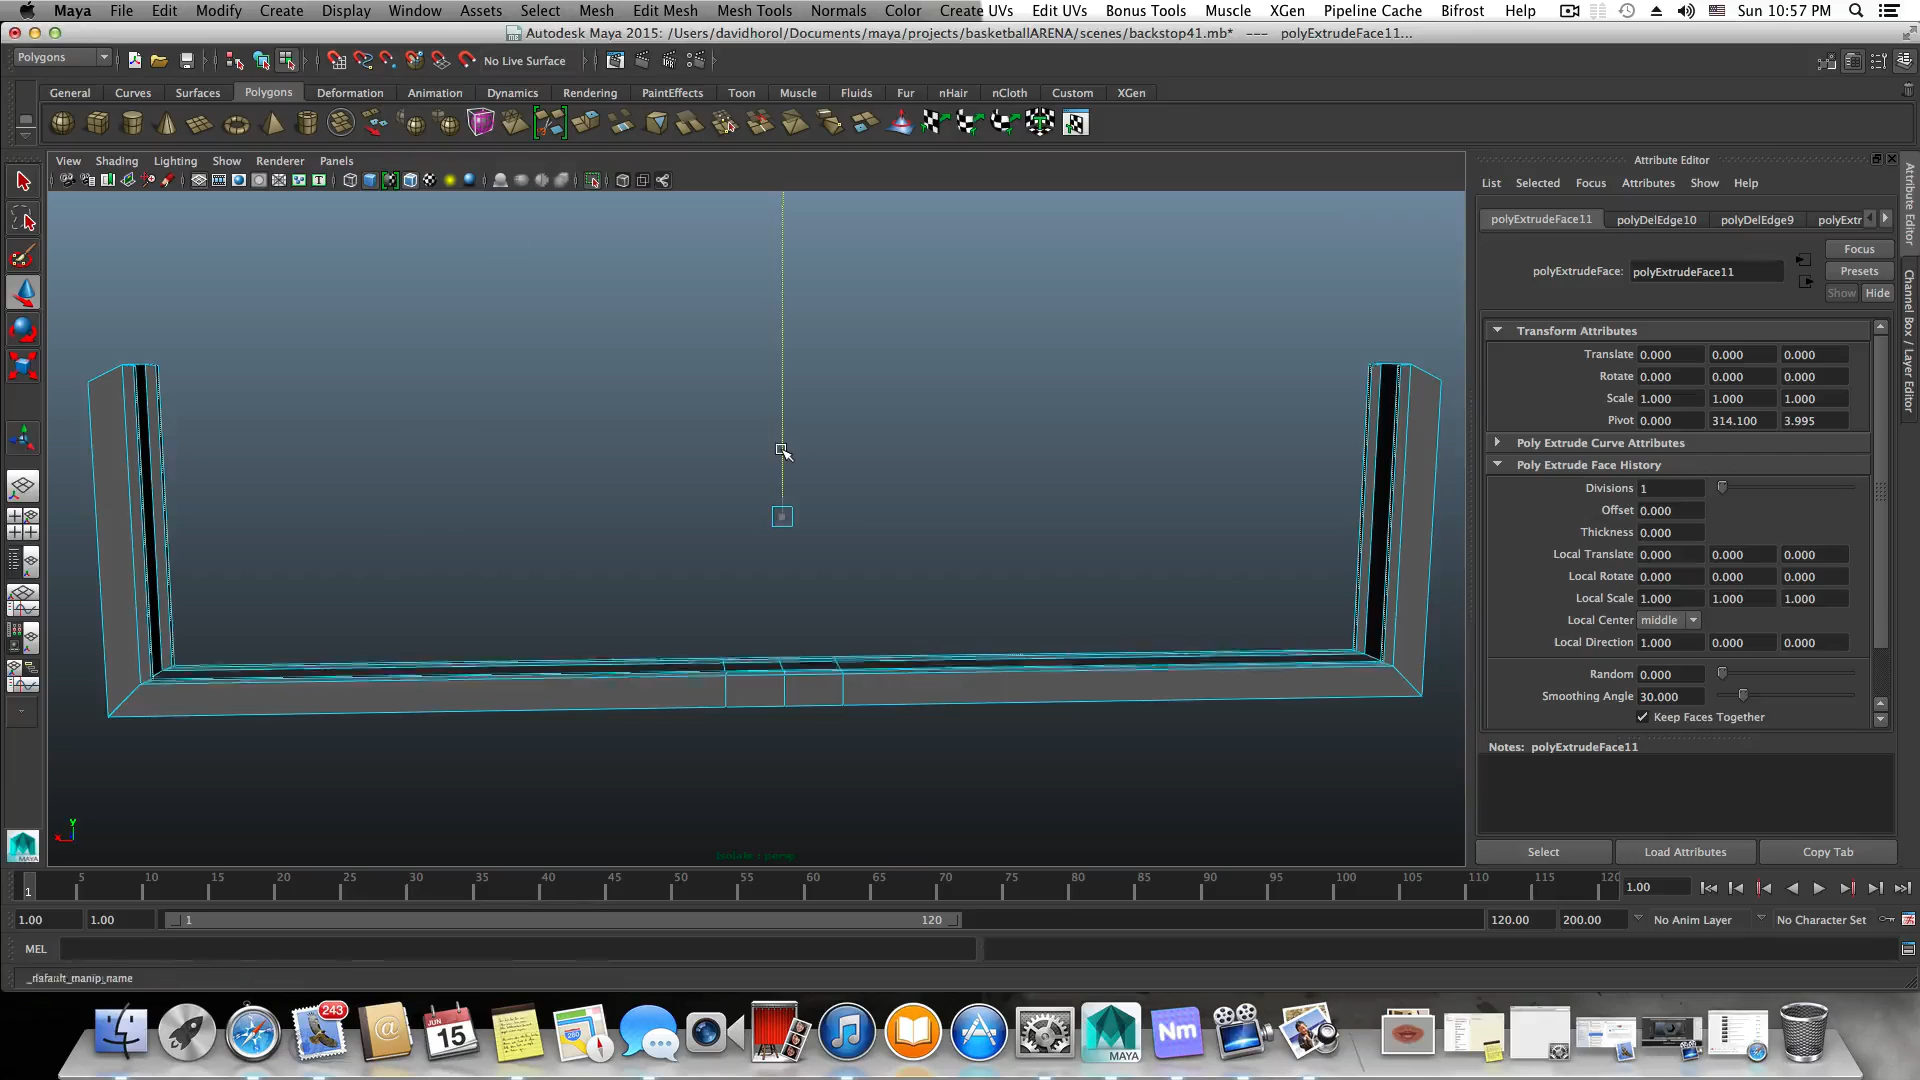 Maya File Edit Modify Create Display Window Assets Select Mesh Edit Mesh Mesh Tools Normals Color Create UVs Edit UVs Bonus Tools Muscle XGen Pipeline Cache Bifrost Help Sun 10:57 PM
Autodesk Maya 2015: /Users/davidhorol/Documents/maya/projects/basketballARENA/scenes/backstop41.mb* --- polyExtrudeFace11...
Polygons No Live Surface
General Curves Surfaces Polygons Deformation Animation Dynamics Rendering PaintEffects Toon Muscle Fluids Fur nHair nCloth Custom XGen
View Shading Lighting Show Renderer Panels
Attribute Editor
List Selected Focus Attributes Show Help
polyExtrudeFace11 polyDelEdge10 polyDelEdge9 polyExtr
Focus
polyExtrudeFace: polyExtrudeFace11 Presets
Show Hide
Transform Attributes
Translate 0.000 0.000 0.000
Rotate 0.000 0.000 0.000
Scale 1.000 1.000 1.000
Pivot 0.000 314.100 3.995
Poly Extrude Curve Attributes
Poly Extrude Face History
Divisions 1
Offset 0.000
Thickness 0.000
Local Translate 0.000 0.000 0.000
Local Rotate 0.000 0.000 0.000
Local Scale 1.000 1.000 1.000
Local Center middle
Local Direction 1.000 0.000 0.000
Random 0.000
Smoothing Angle 30.000
Keep Faces Together
Notes: polyExtrudeFace11
Select Load Attributes Copy Tab
Attribute Editor
Channel Box / Layer Editor
y
x
Isolate : persp
MAYA
1 5 10 15 20 25 30 35 40 45 50 55 60 65 70 75 80 85 90 95 100 105 110 115 120 1.00
1.00 1.00 1 120 120.00 200.00 No Anim Layer No Character Set
MEL
_default_manip_name
243
JUN
15
280
Nm
MAYA